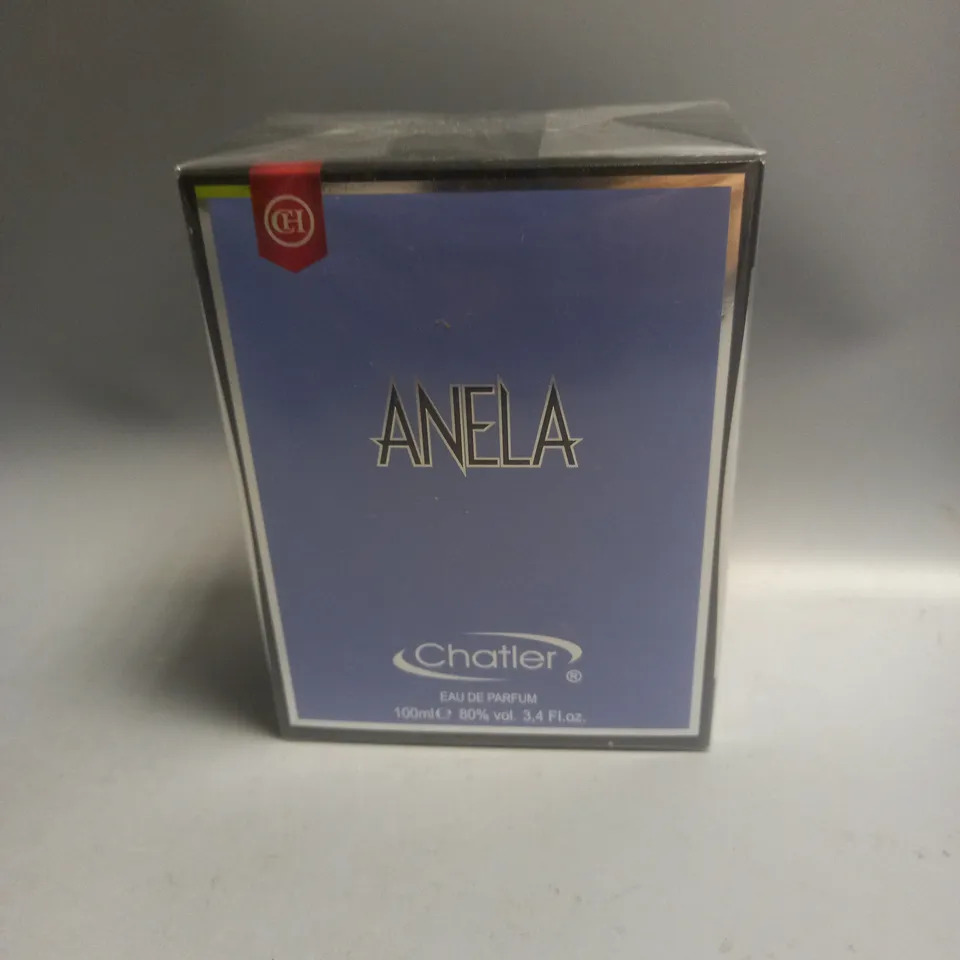 CH
ANELA
Chatler®
EAU DE PARFUM
100ml℮ 80% vol. 3,4 Fl.oz.